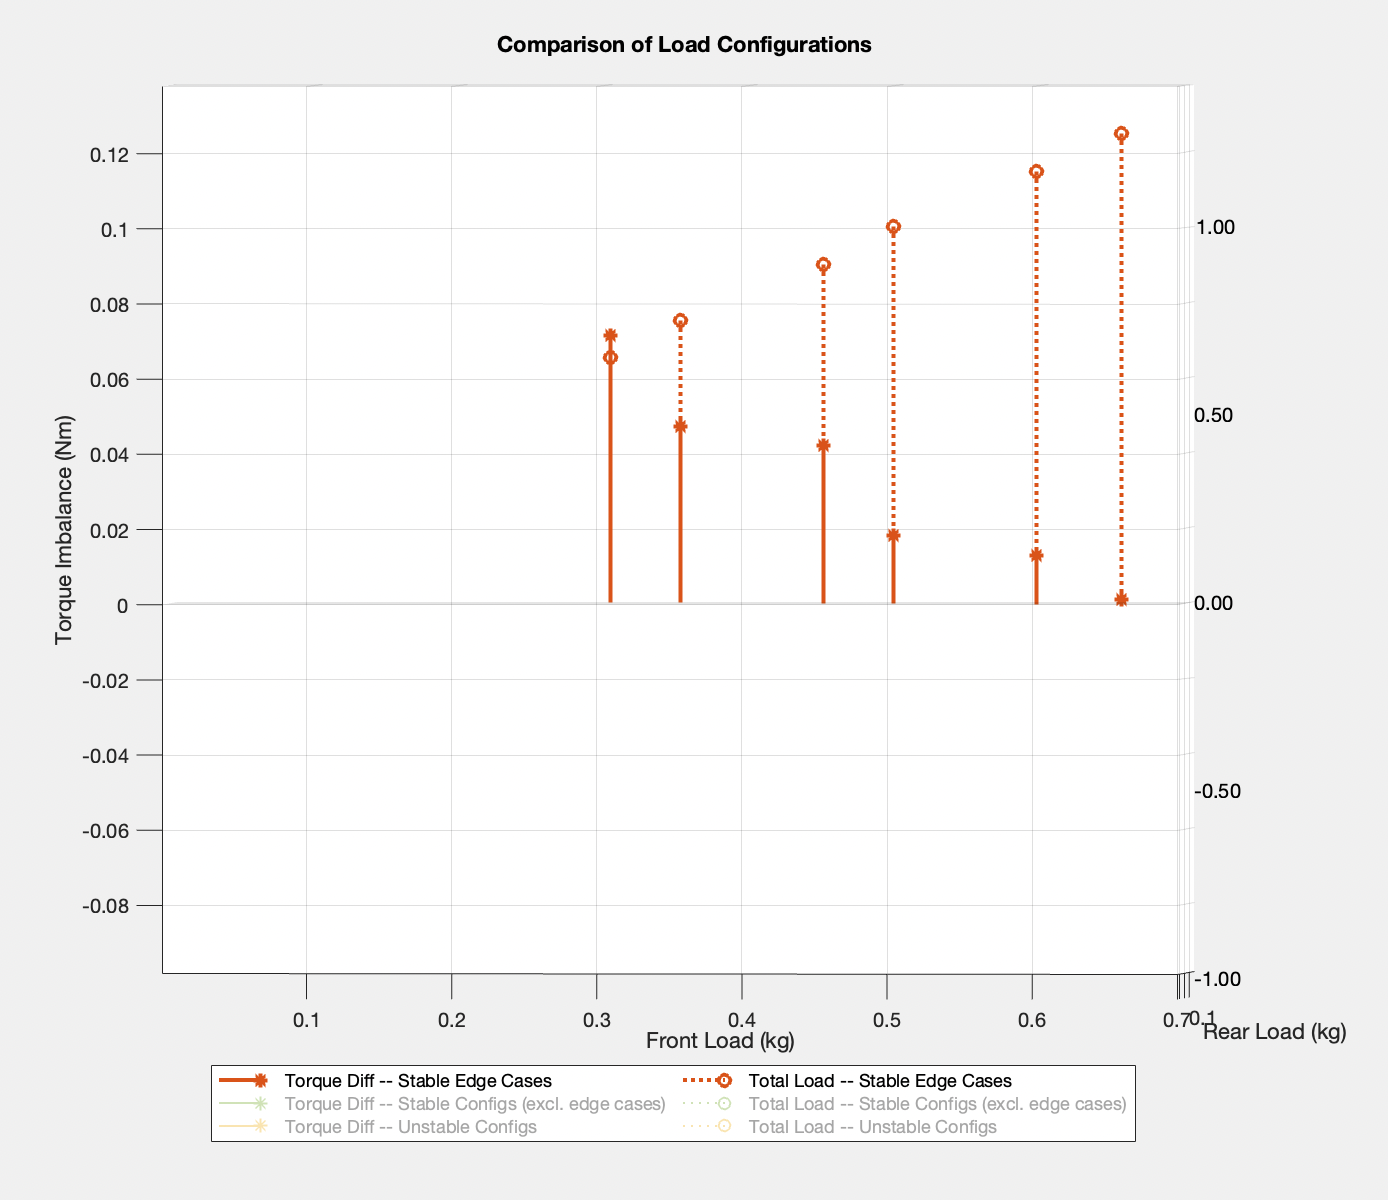 Comparison of Load Configurations
0.12
0.1
0.08
0.06
0.04
0.02
0
-0.02
-0.04
-0.06
-0.08
Torque Imbalance (Nm)
1.00
0.50
0.00
-0.50
-1.00
0.1 0.2 0.3 0.4 0.5 0.6 0.7 0.1
Front Load (kg)
Rear Load (kg)
Torque Diff -- Stable Edge Cases
Torque Diff -- Stable Configs (excl. edge cases)
Torque Diff -- Unstable Configs
Total Load -- Stable Edge Cases
Total Load -- Stable Configs (excl. edge cases)
Total Load -- Unstable Configs